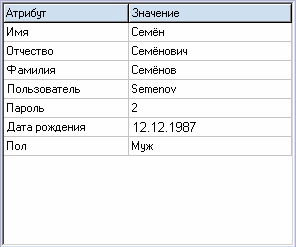 Атрибут Значение
Имя Семён
Отчество Семёнович
Фамилия Семёнов
Пользователь Semenov
Пароль 2
Дата рождения 12.12.1987
Пол Муж